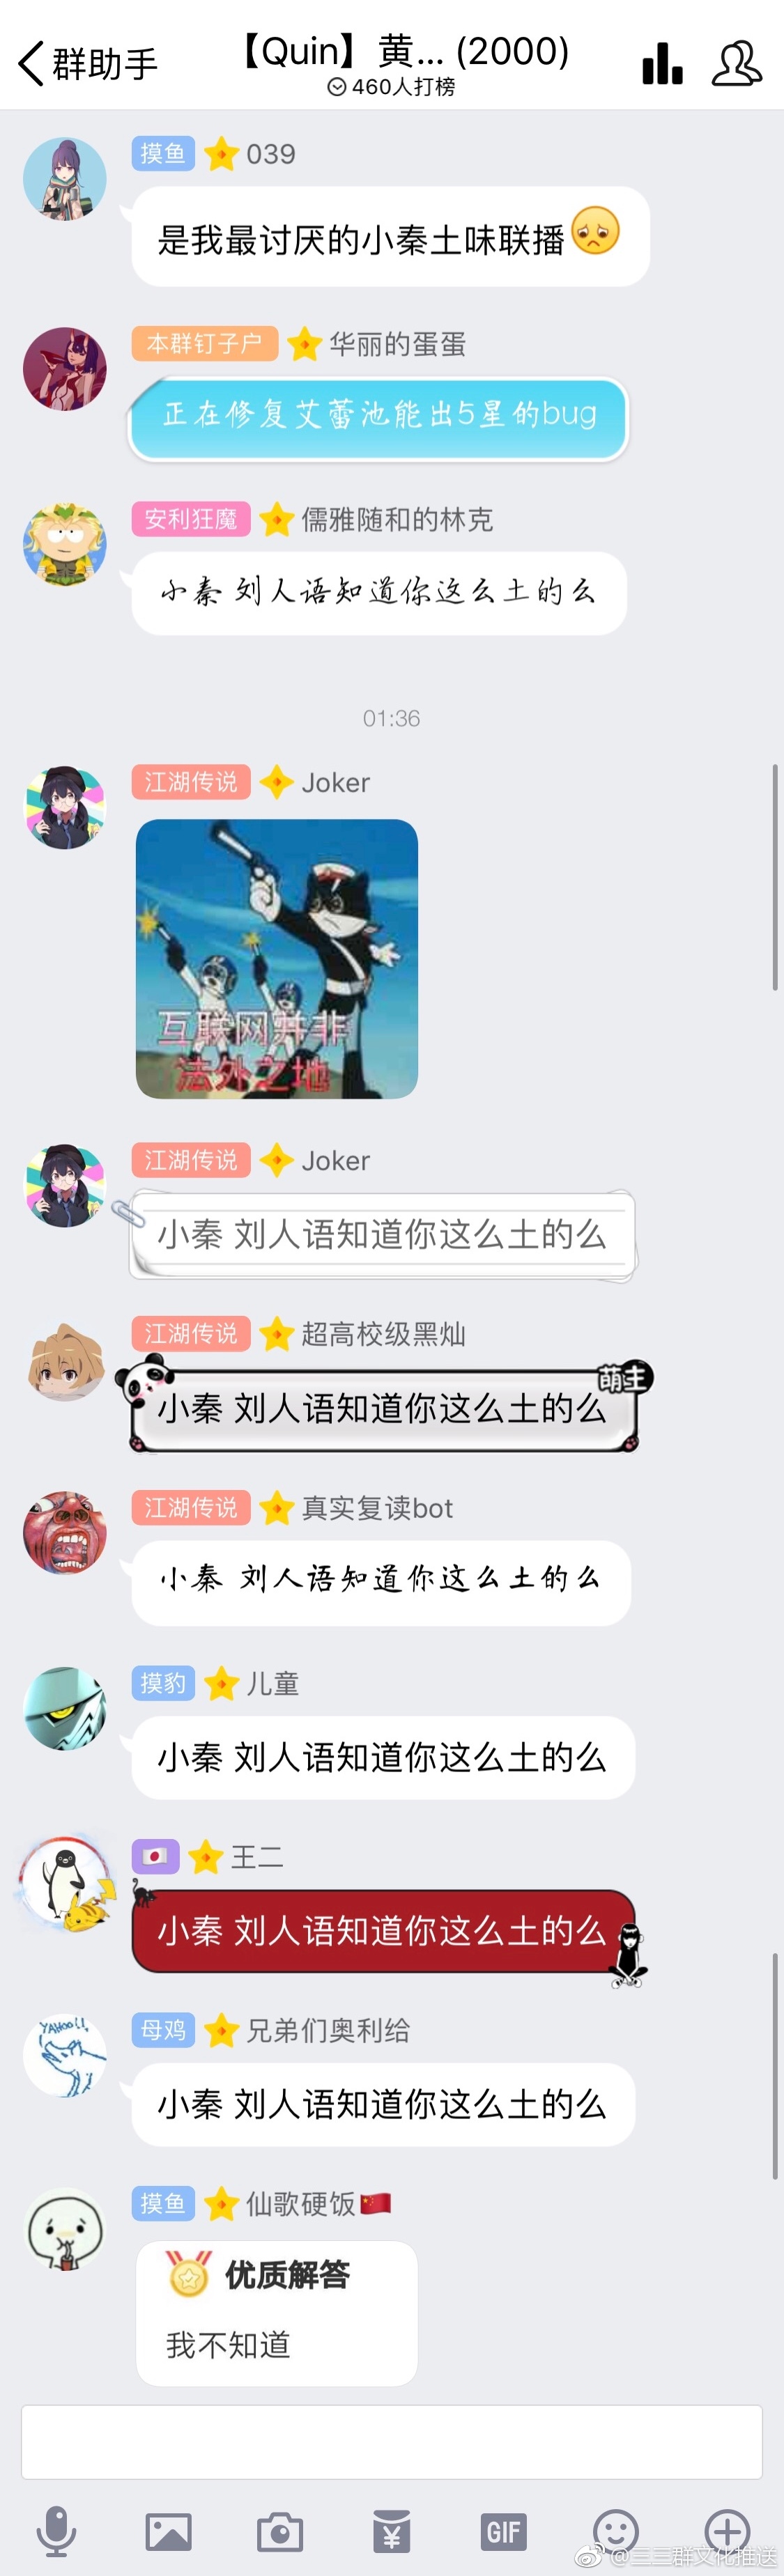 群助手
【Quin】黄... (2000)
460人打榜
摸鱼 039
是我最讨厌的小秦土味联播
本群钉子户 华丽的蛋蛋
正在修复艾蕾池能出5星的bug
安利狂魔 儒雅随和的林克
小秦 刘人语知道你这么土的么
01:36
江湖传说 Joker
互联网并非
法外之地
江湖传说 Joker
小秦 刘人语知道你这么土的么
江湖传说 超高校级黑灿
萌主
小秦 刘人语知道你这么土的么
江湖传说 真实复读bot
小秦 刘人语知道你这么土的么
摸豹 儿童
小秦 刘人语知道你这么土的么
王二
小秦 刘人语知道你这么土的么
YAHOO!!
母鸡 兄弟们奥利给
小秦 刘人语知道你这么土的么
摸鱼 仙歌硬饭
优质解答
我不知道
GIF
@三三群文化推送